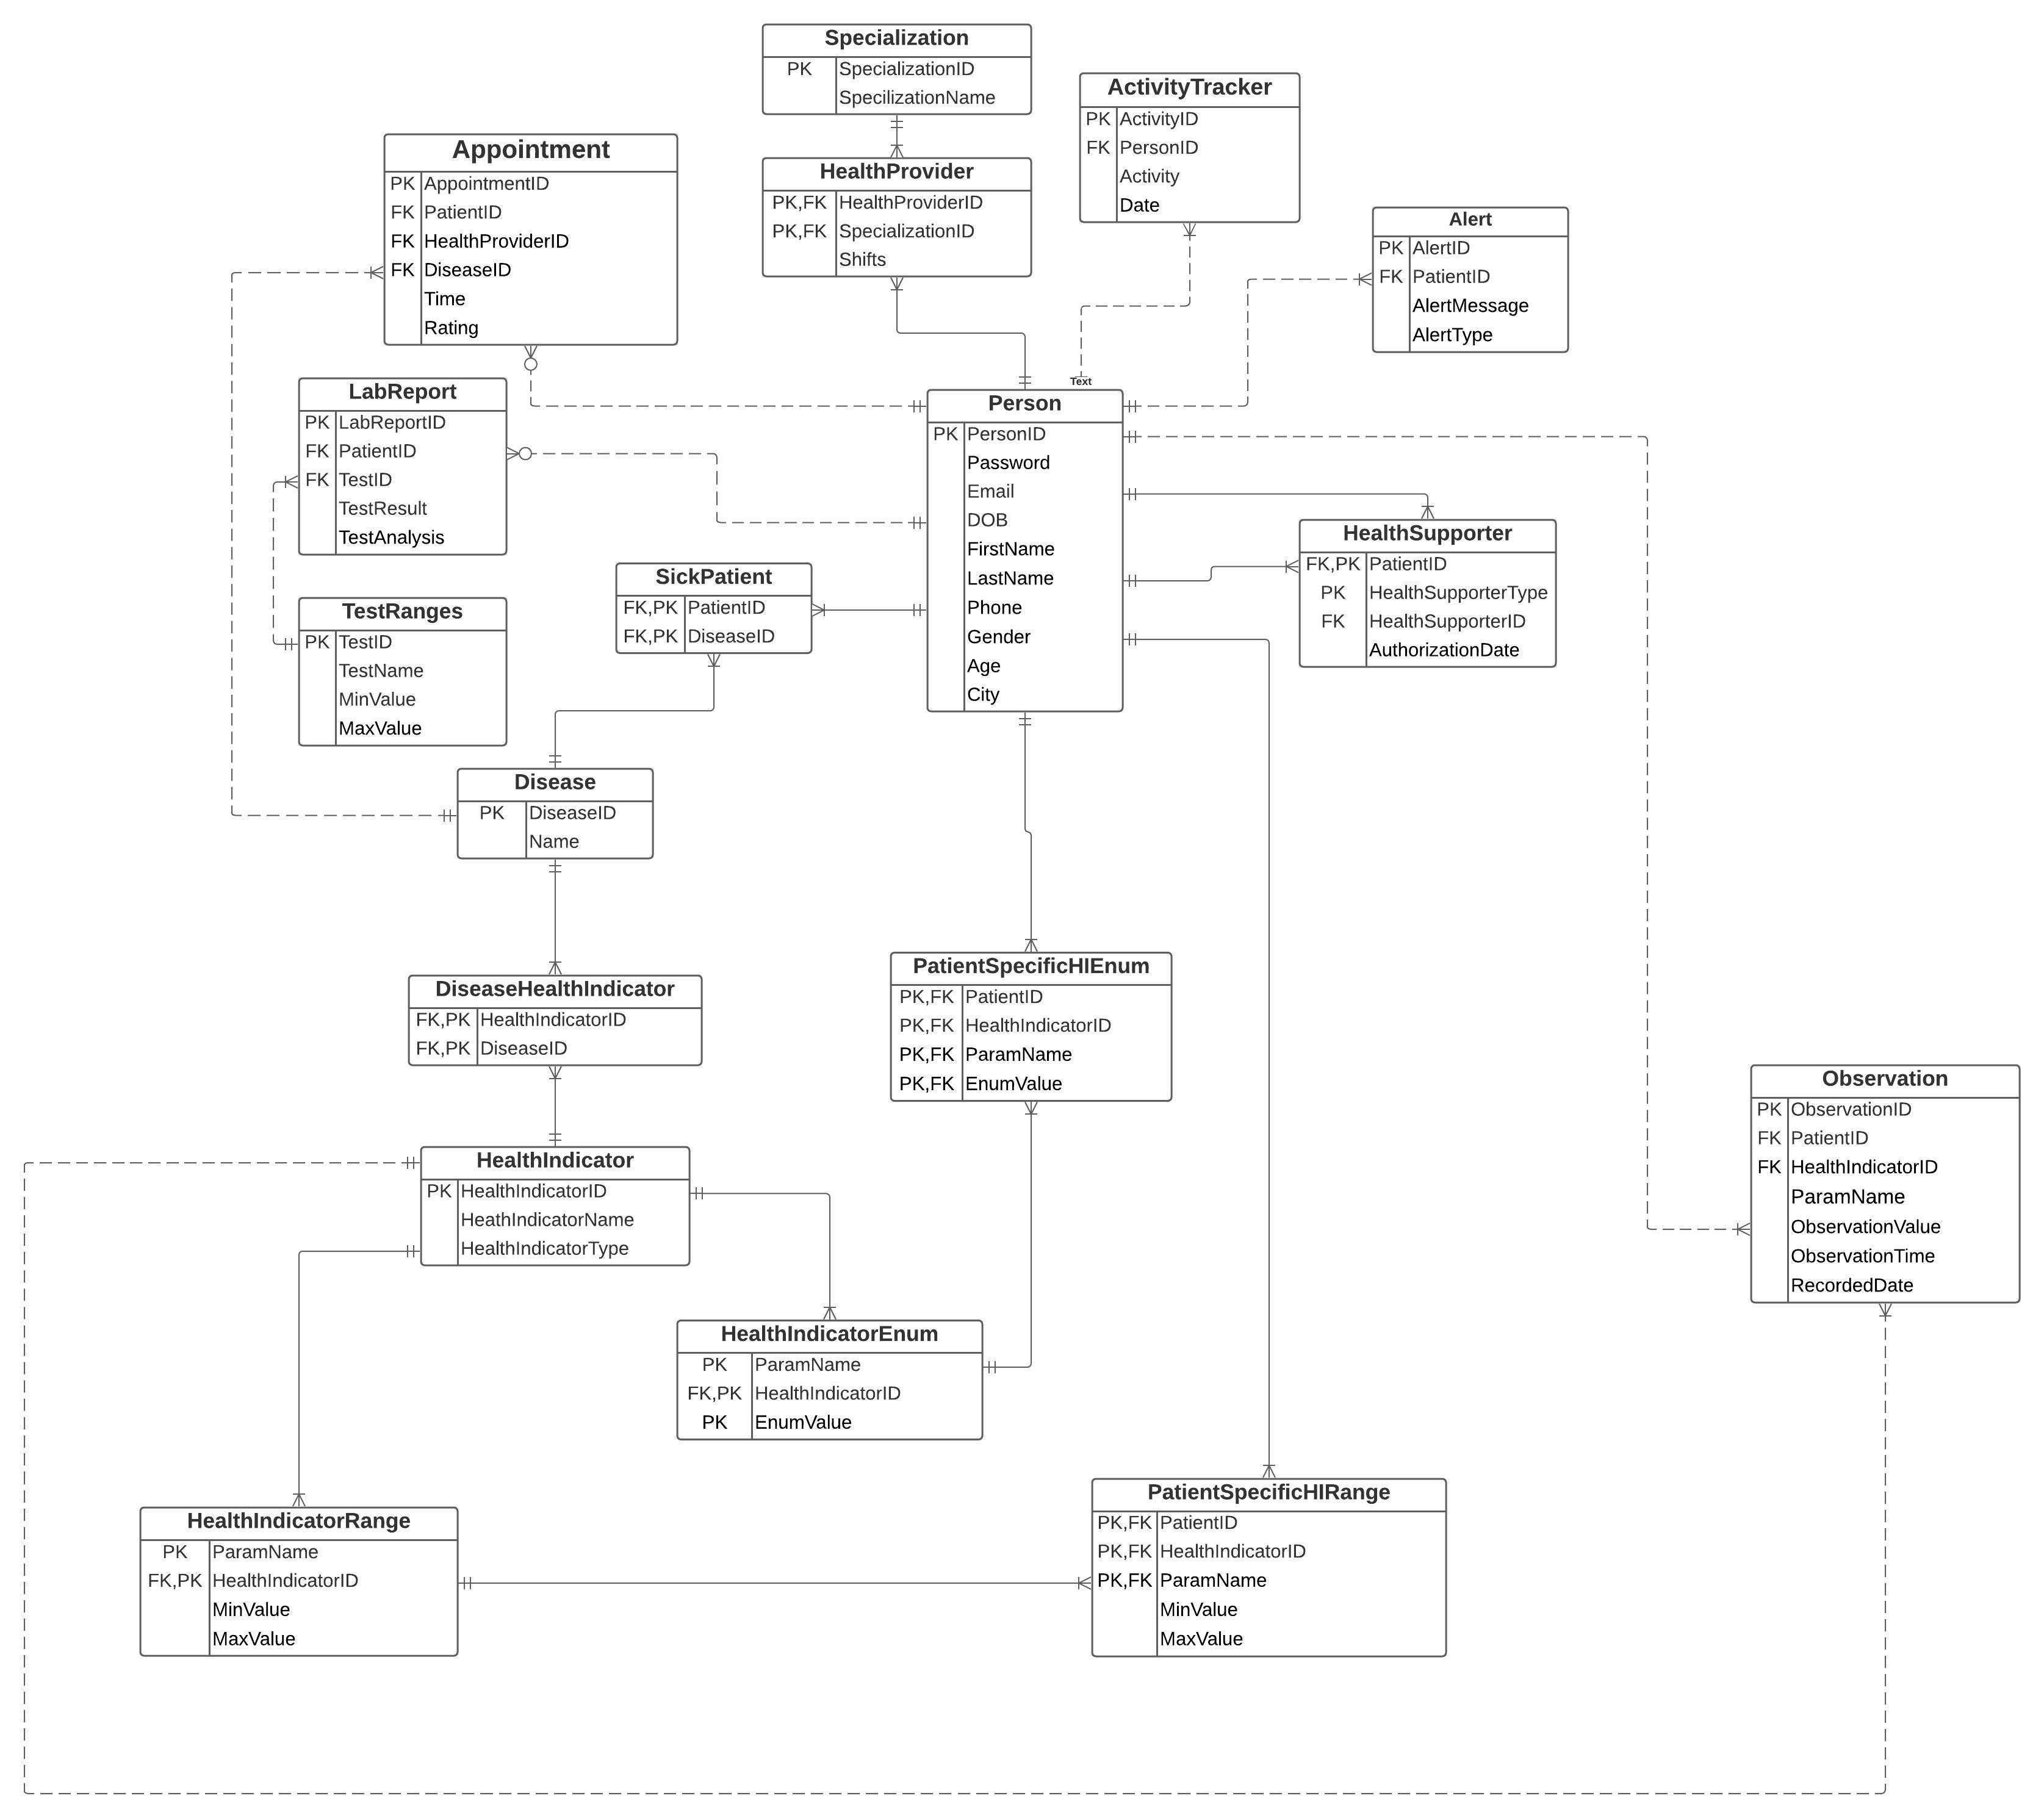 Specialization
PK SpecializationID
SpecilizationName
ActivityTracker
PK ActivityID
FK PersonID
Activity
Date
Appointment
PK AppointmentID
FK PatientID
FK HealthProviderID
FK DiseaseID
Time
Rating
HealthProvider
PK,FK HealthProviderID
PK,FK SpecializationID
Shifts
Alert
PK AlertID
FK PatientID
AlertMessage
AlertType
LabReport
PK LabReportID
FK PatientID
FK TestID
TestResult
TestAnalysis
Text
Person
PK PersonID
Password
Email
DOB
FirstName
LastName
Phone
Gender
Age
City
HealthSupporter
FK,PK PatientID
PK HealthSupporterType
FK HealthSupporterID
AuthorizationDate
SickPatient
FK,PK PatientID
FK,PK DiseaseID
TestRanges
PK TestID
TestName
MinValue
MaxValue
Disease
PK DiseaseID
Name
PatientSpecificHIEnum
PK,FK PatientID
PK,FK HealthIndicatorID
PK,FK ParamName
PK,FK EnumValue
DiseaseHealthIndicator
FK,PK HealthIndicatorID
FK,PK DiseaseID
Observation
PK ObservationID
FK PatientID
FK HealthIndicatorID
ParamName
ObservationValue
ObservationTime
RecordedDate
HealthIndicator
PK HealthIndicatorID
HeathIndicatorName
HealthIndicatorType
HealthIndicatorEnum
PK ParamName
FK,PK HealthIndicatorID
PK EnumValue
PatientSpecificHIRange
PK,FK PatientID
PK,FK HealthIndicatorID
PK,FK ParamName
MinValue
MaxValue
HealthIndicatorRange
PK ParamName
FK,PK HealthIndicatorID
MinValue
MaxValue